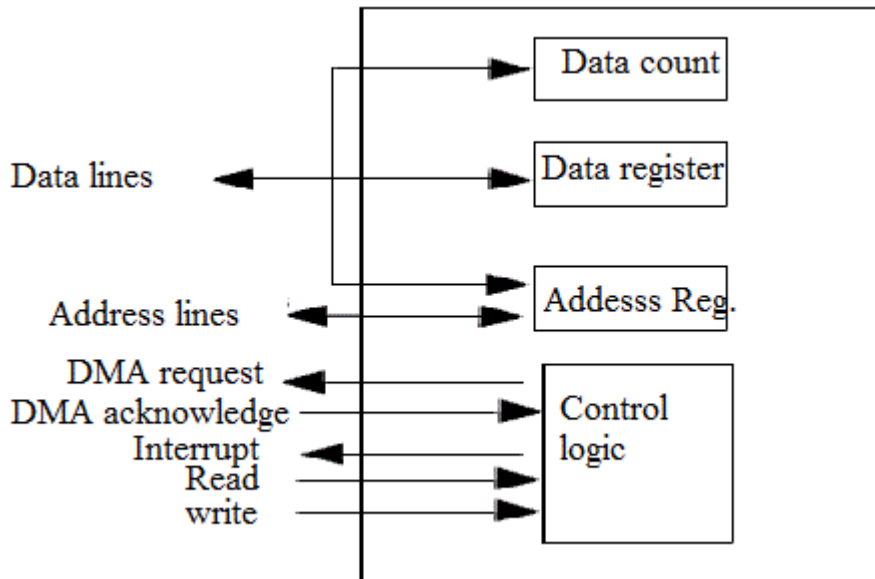 Data count
Data lines
Data register
Address lines
Addesss Reg.
DMA request
DMA acknowledge
Interrupt
Read
write
Control
logic